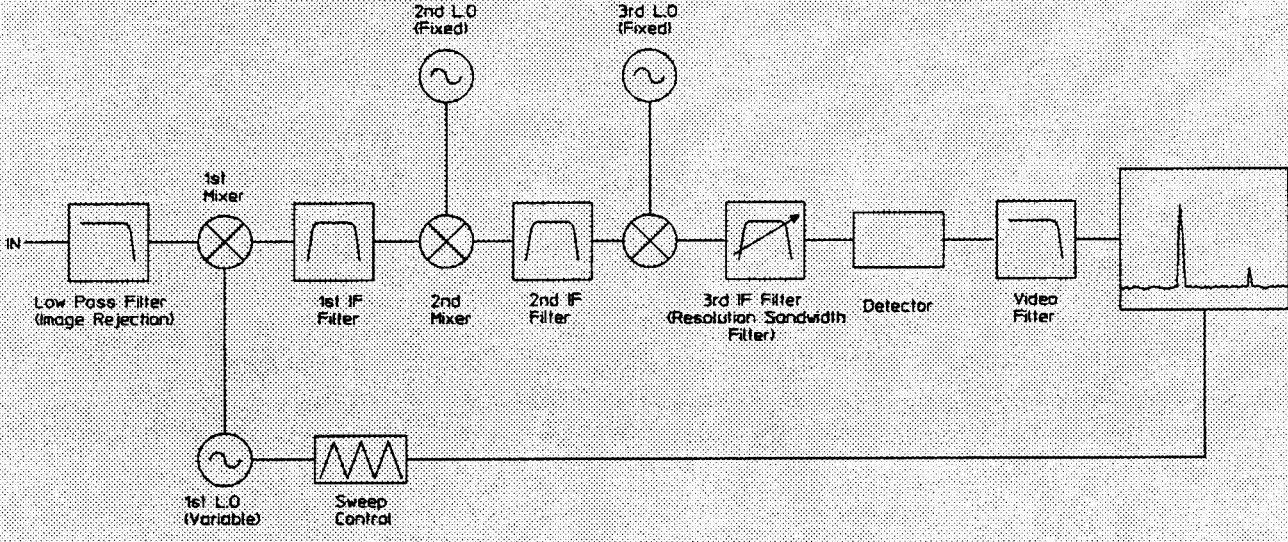 2nd L.O
(Fixed)
3rd L.O
(Fixed)
1st
Mixer
IN
Low Pass Filter
(Image Rejection)
1st IF
Filter
2nd
Mixer
2nd IF
Filter
3rd IF Filter
(Resolution Sandwidth
Filter)
Detector
Video
Filter
1st L.O
(Variable)
Sweep
Control